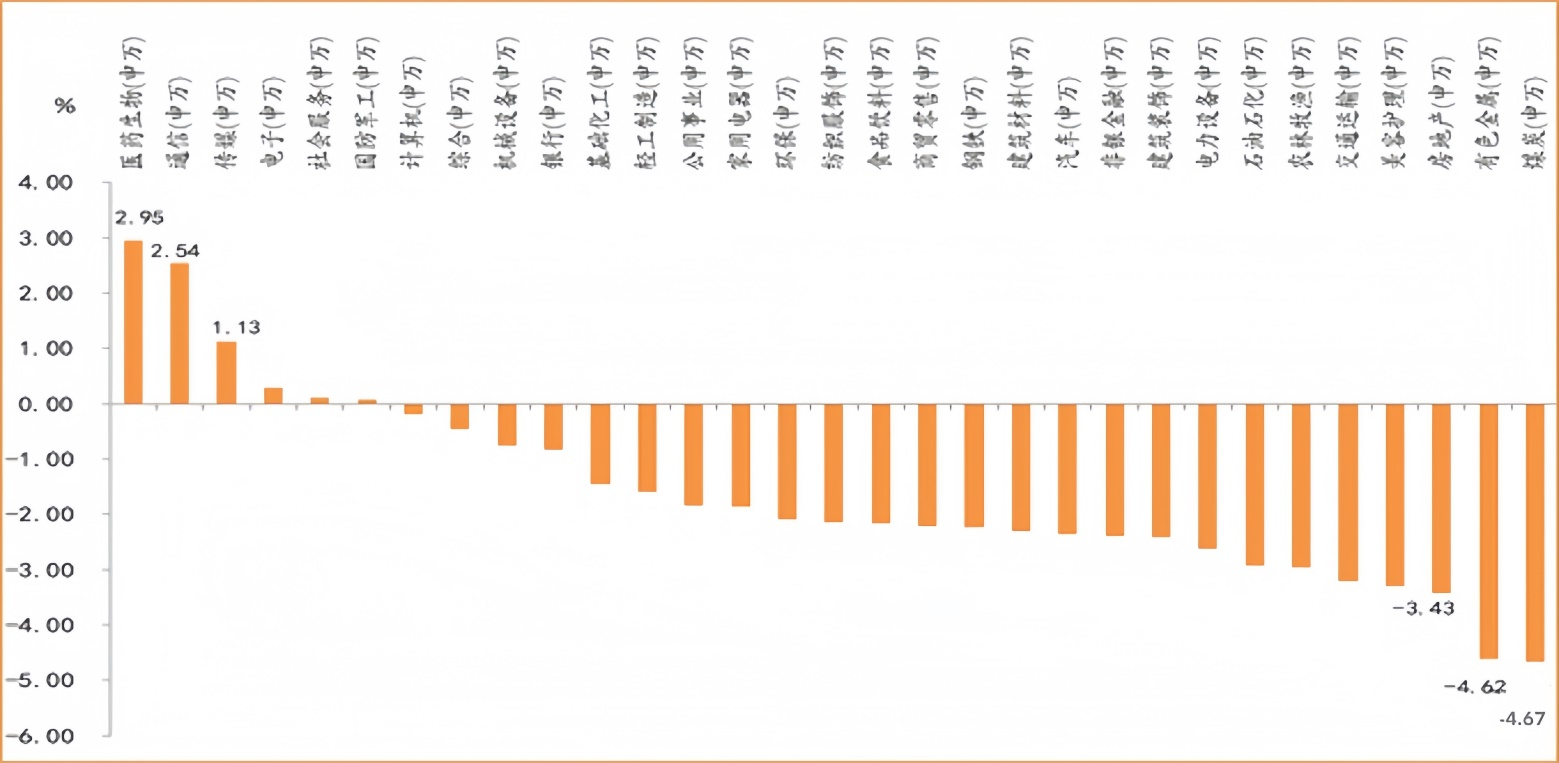 %
医药生物(申万)
通信(申万)
传媒(申万)
电子(申万)
社会服务(申万)
国防军工(申万)
计算机(申万)
综合(申万)
机械设备(申万)
银行(申万)
基础化工(申万)
轻工制造(申万)
公用事业(申万)
家用电器(申万)
环保(申万)
纺织服饰(申万)
食品饮料(申万)
商贸零售(申万)
钢铁(申万)
建筑材料(申万)
汽车(申万)
非银金融(申万)
建筑装饰(申万)
电力设备(申万)
石油石化(申万)
农林牧渔(申万)
交通运输(申万)
美容护理(申万)
房地产(申万)
有色金属(申万)
煤炭(申万)
4.00
3.00
2.00
1.00
0.00
-1.00
-2.00
-3.00
-4.00
-5.00
-6.00
2.95
2.54
1.13
-3.43
-4.62
-4.67